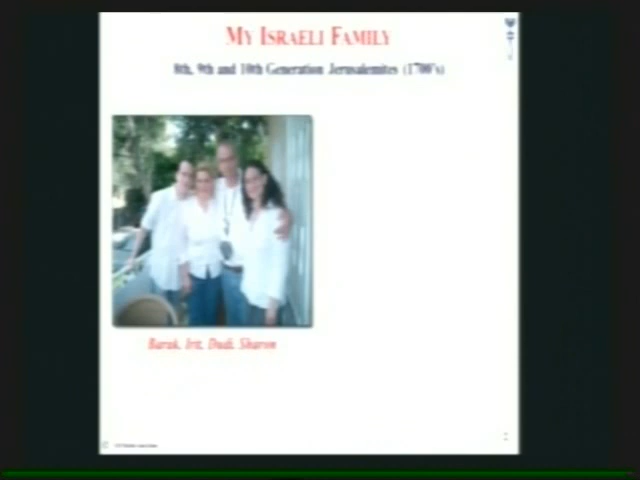 MY ISRAELI FAMILY
8th, 9th and 10th Generation Jerusalemites (1700's)
Barak, Irit, Dudi, Sharon